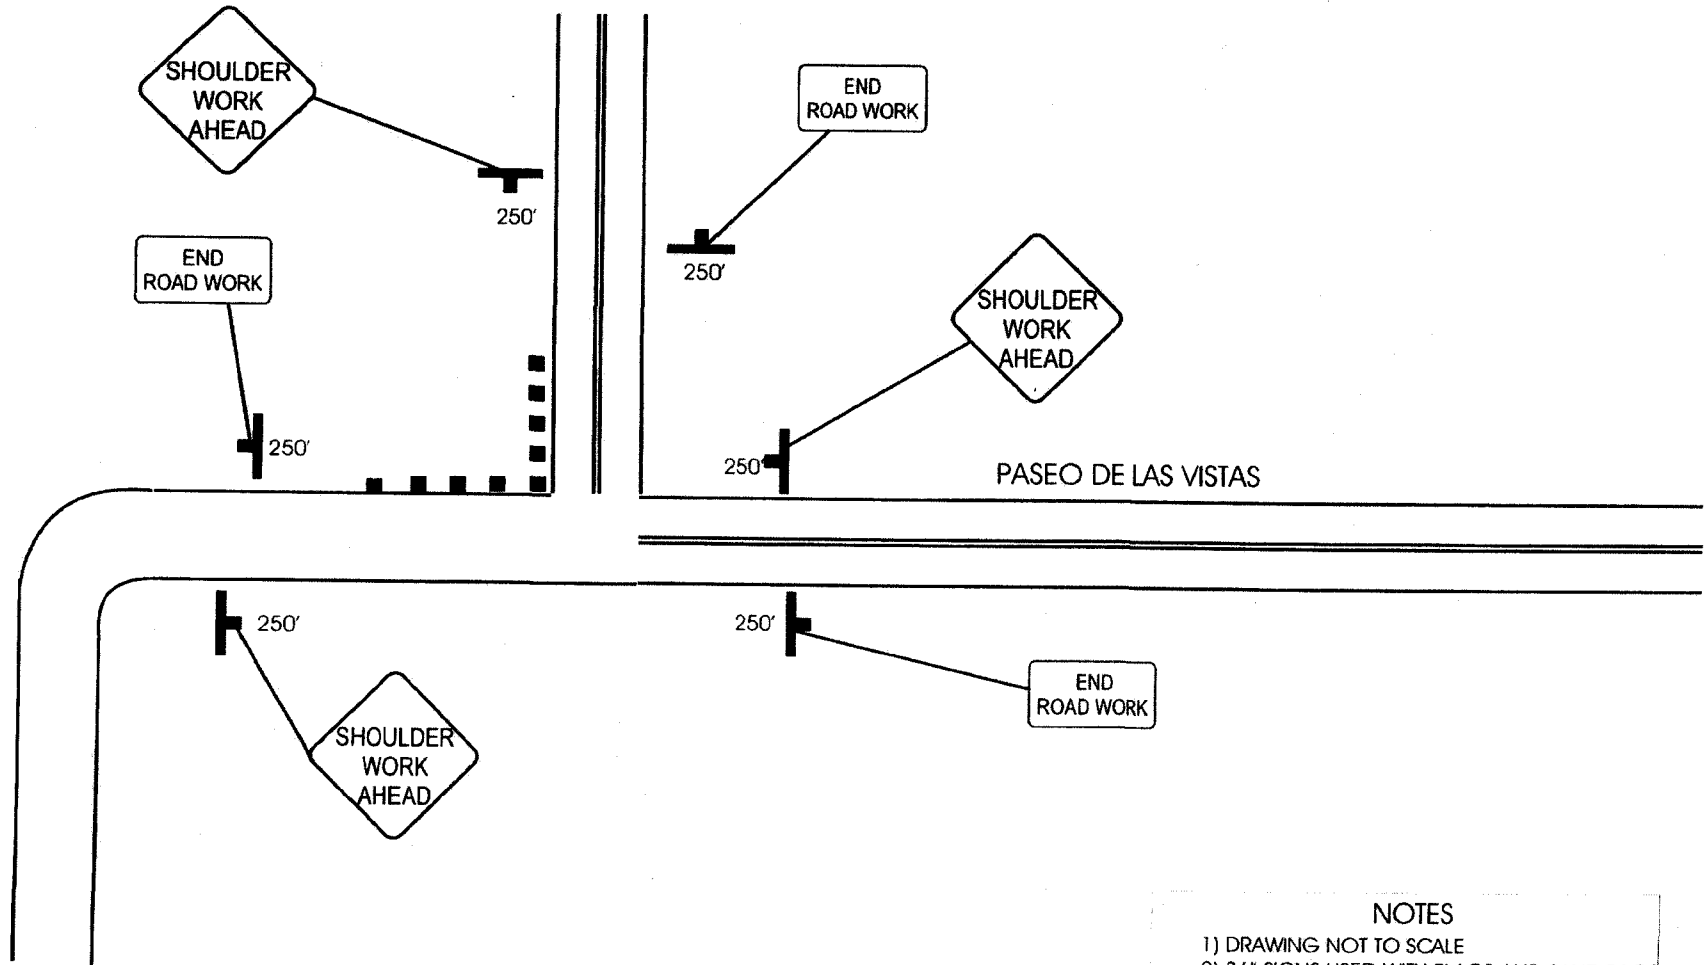 SHOULDER
WORK
AHEAD
250'
END
ROAD WORK
250'
END
ROAD WORK
250'
SHOULDER
WORK
AHEAD
250'
PASEO DE LAS VISTAS
250'
SHOULDER
WORK
AHEAD
250'
END
ROAD WORK
NOTES
1) DRAWING NOT TO SCALE